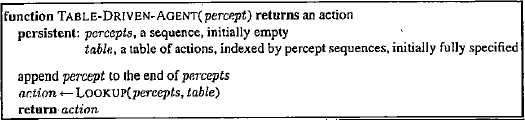 function TABLE-DRIVEN-AGENT(percept) returns an action
persistent: percepts, a sequence, initially empty
table, a table of actions, indexed by percept sequences, initially fully specified
append percept to the end of percepts
action ← LOOKUP(percepts, table)
return action